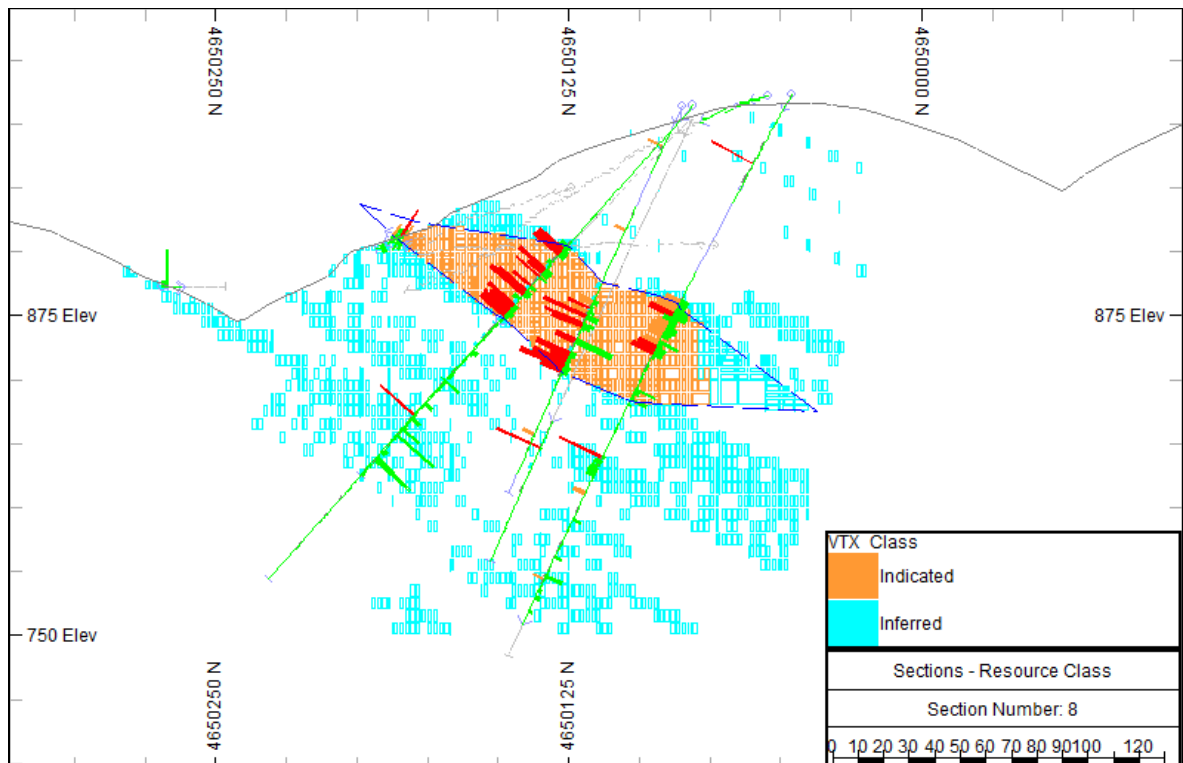 4650250 N
4650125 N
4650000 N
875 Elev
875 Elev
750 Elev
4650250 N
4650125 N
VTX Class
Indicated
Inferred
Sections - Resource Class
Section Number: 8
0 10 20 30 40 50 60 70 80 90 100 120